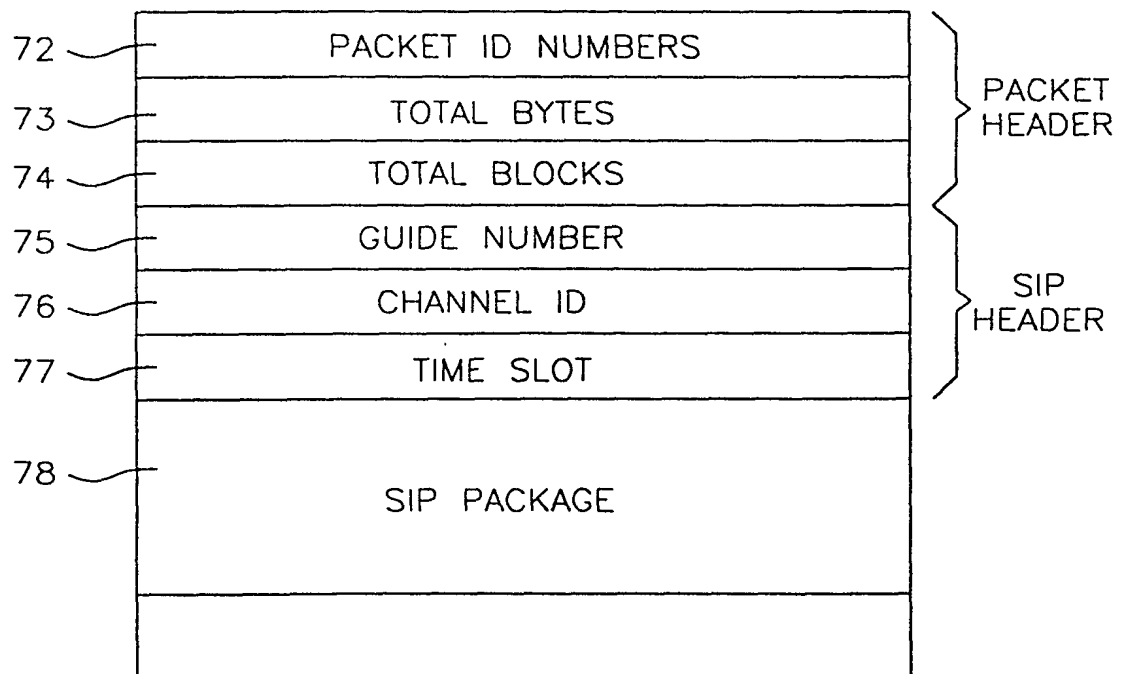 72 PACKET ID NUMBERS
73 TOTAL BYTES
74 TOTAL BLOCKS
PACKET
HEADER
75 GUIDE NUMBER
76 CHANNEL ID
77 TIME SLOT
SIP
HEADER
78 SIP PACKAGE